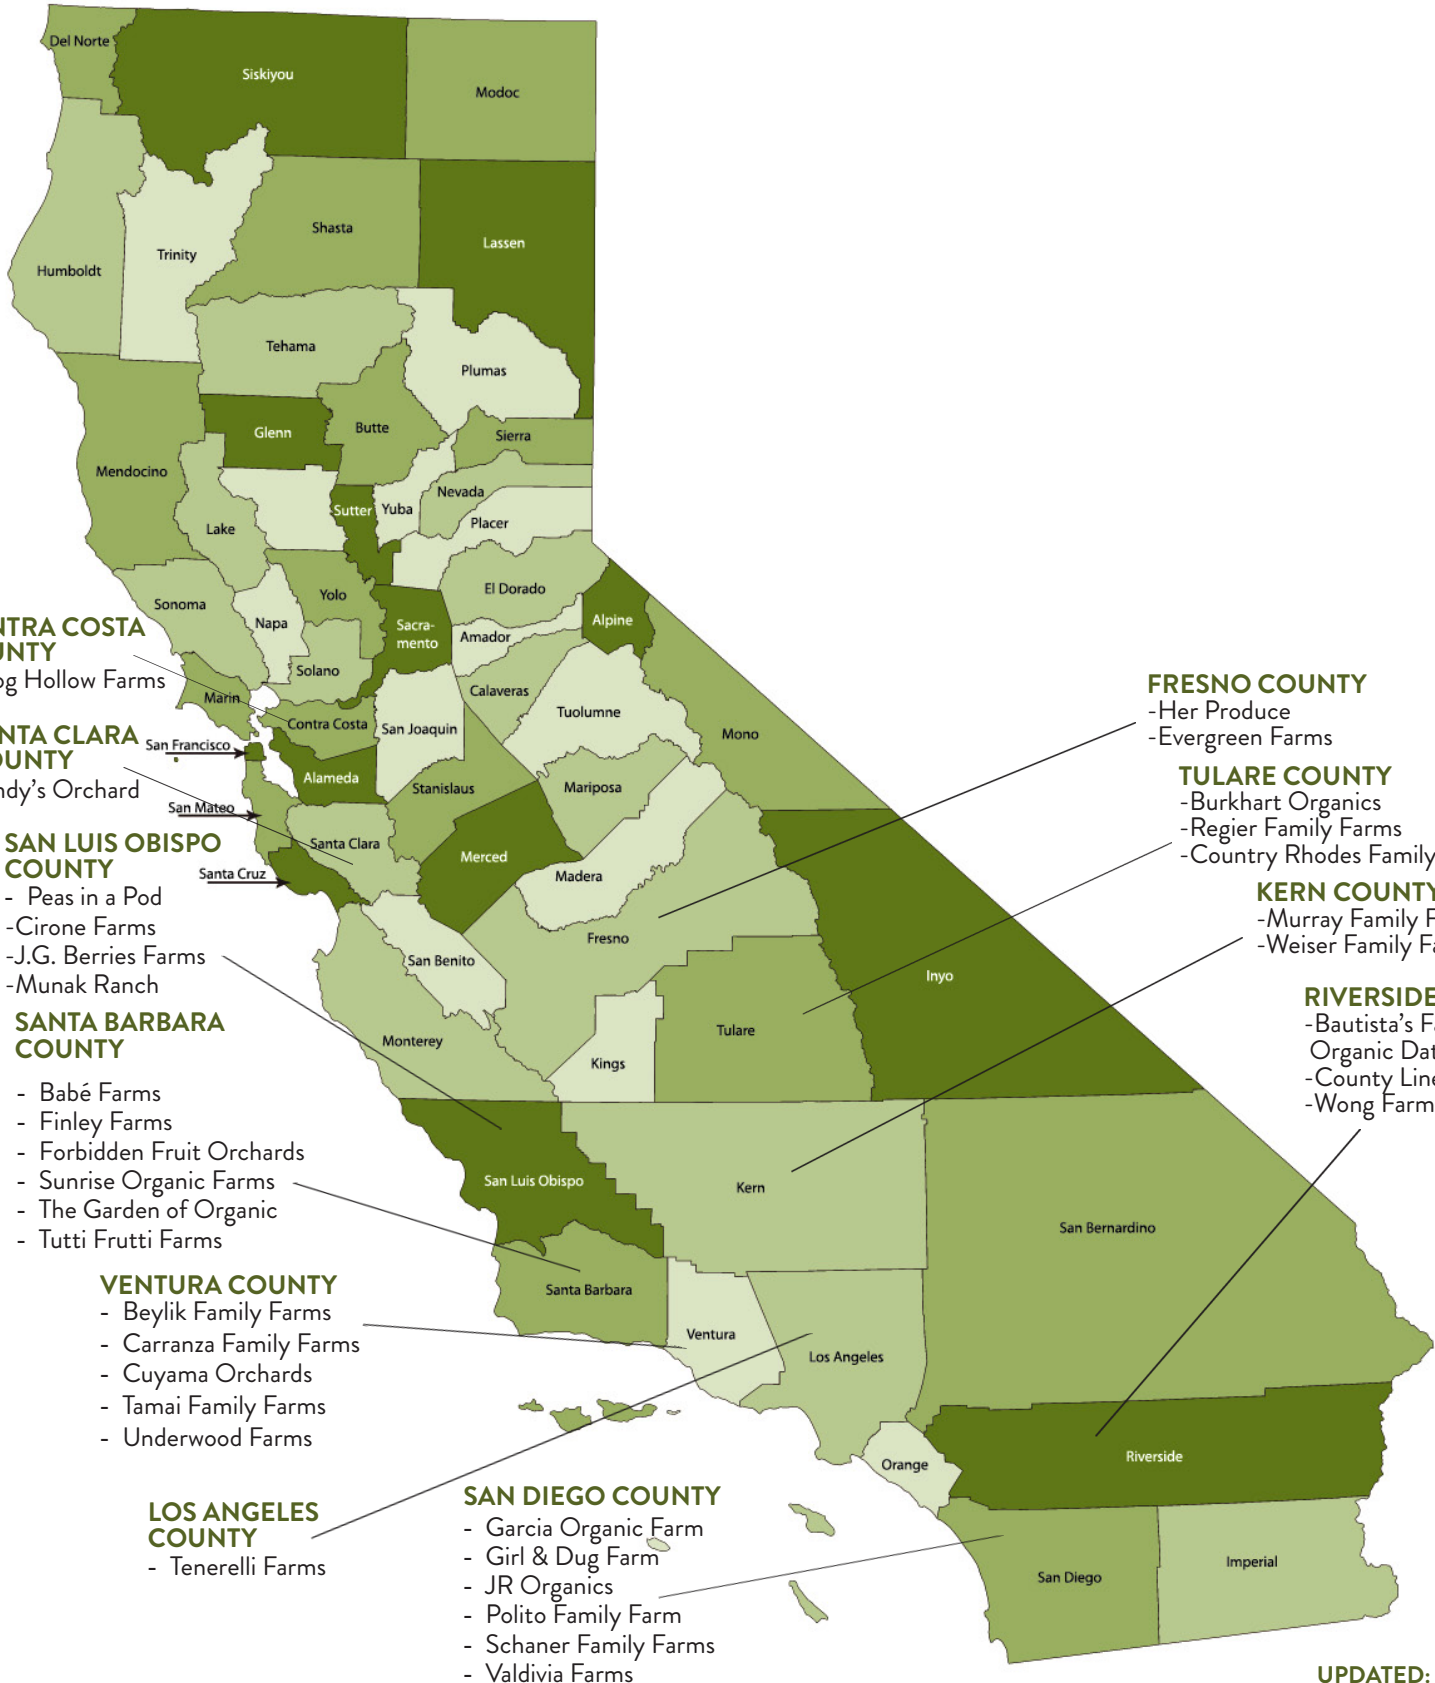 Del Norte
Siskiyou
Modoc
Shasta
Lassen
Trinity
Humboldt
Tehama
Plumas
Glenn
Butte
Sierra
Mendocino
Nevada
Sutter
Yuba
Placer
Lake
El Dorado
Yolo
Sonoma
Napa
Sacra-
mento
Alpine
Amador
Solano
Calaveras
Marin
Tuolumne
Contra Costa
San Joaquin
Mono
San Francisco
Alameda
Stanislaus
Mariposa
San Mateo
Santa Clara
Merced
Santa Cruz
Madera
Fresno
San Benito
Inyo
Tulare
Monterey
Kings
San Luis Obispo
Kern
San Bernardino
Santa Barbara
Ventura
Los Angeles
Orange
Riverside
San Diego
Imperial
NTRA COSTA
UNTY
og Hollow Farms
NTA CLARA
OUNTY
ndy's Orchard
SAN LUIS OBISPO
COUNTY
- Peas in a Pod
-Cirone Farms
-J.G. Berries Farms
-Munak Ranch
SANTA BARBARA
COUNTY
- Babé Farms
- Finley Farms
- Forbidden Fruit Orchards
- Sunrise Organic Farms
- The Garden of Organic
- Tutti Frutti Farms
VENTURA COUNTY
- Beylik Family Farms
- Carranza Family Farms
- Cuyama Orchards
- Tamai Family Farms
- Underwood Farms
LOS ANGELES
COUNTY
- Tenerelli Farms
SAN DIEGO COUNTY
- Garcia Organic Farm
- Girl & Dug Farm
- JR Organics
- Polito Family Farm
- Schaner Family Farms
- Valdivia Farms
FRESNO COUNTY
-Her Produce
-Evergreen Farms
TULARE COUNTY
-Burkhart Organics
-Regier Family Farms
-Country Rhodes Family
KERN COUNTY
-Murray Family F
-Weiser Family Fa
RIVERSIDE
-Bautista's Fa
Organic Dat
-County Line
-Wong Farm
UPDATED: